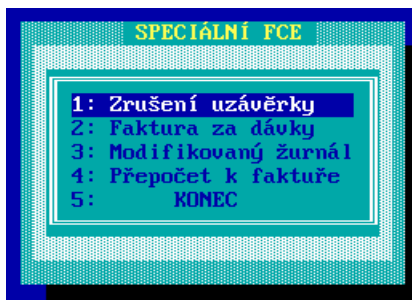 SPECIÁLNÍ FCE
1: Zrušení uzávěrky
2: Faktura za dávky
3: Modifikovaný žurnál
4: Přepočet k faktuře
5: KONEC